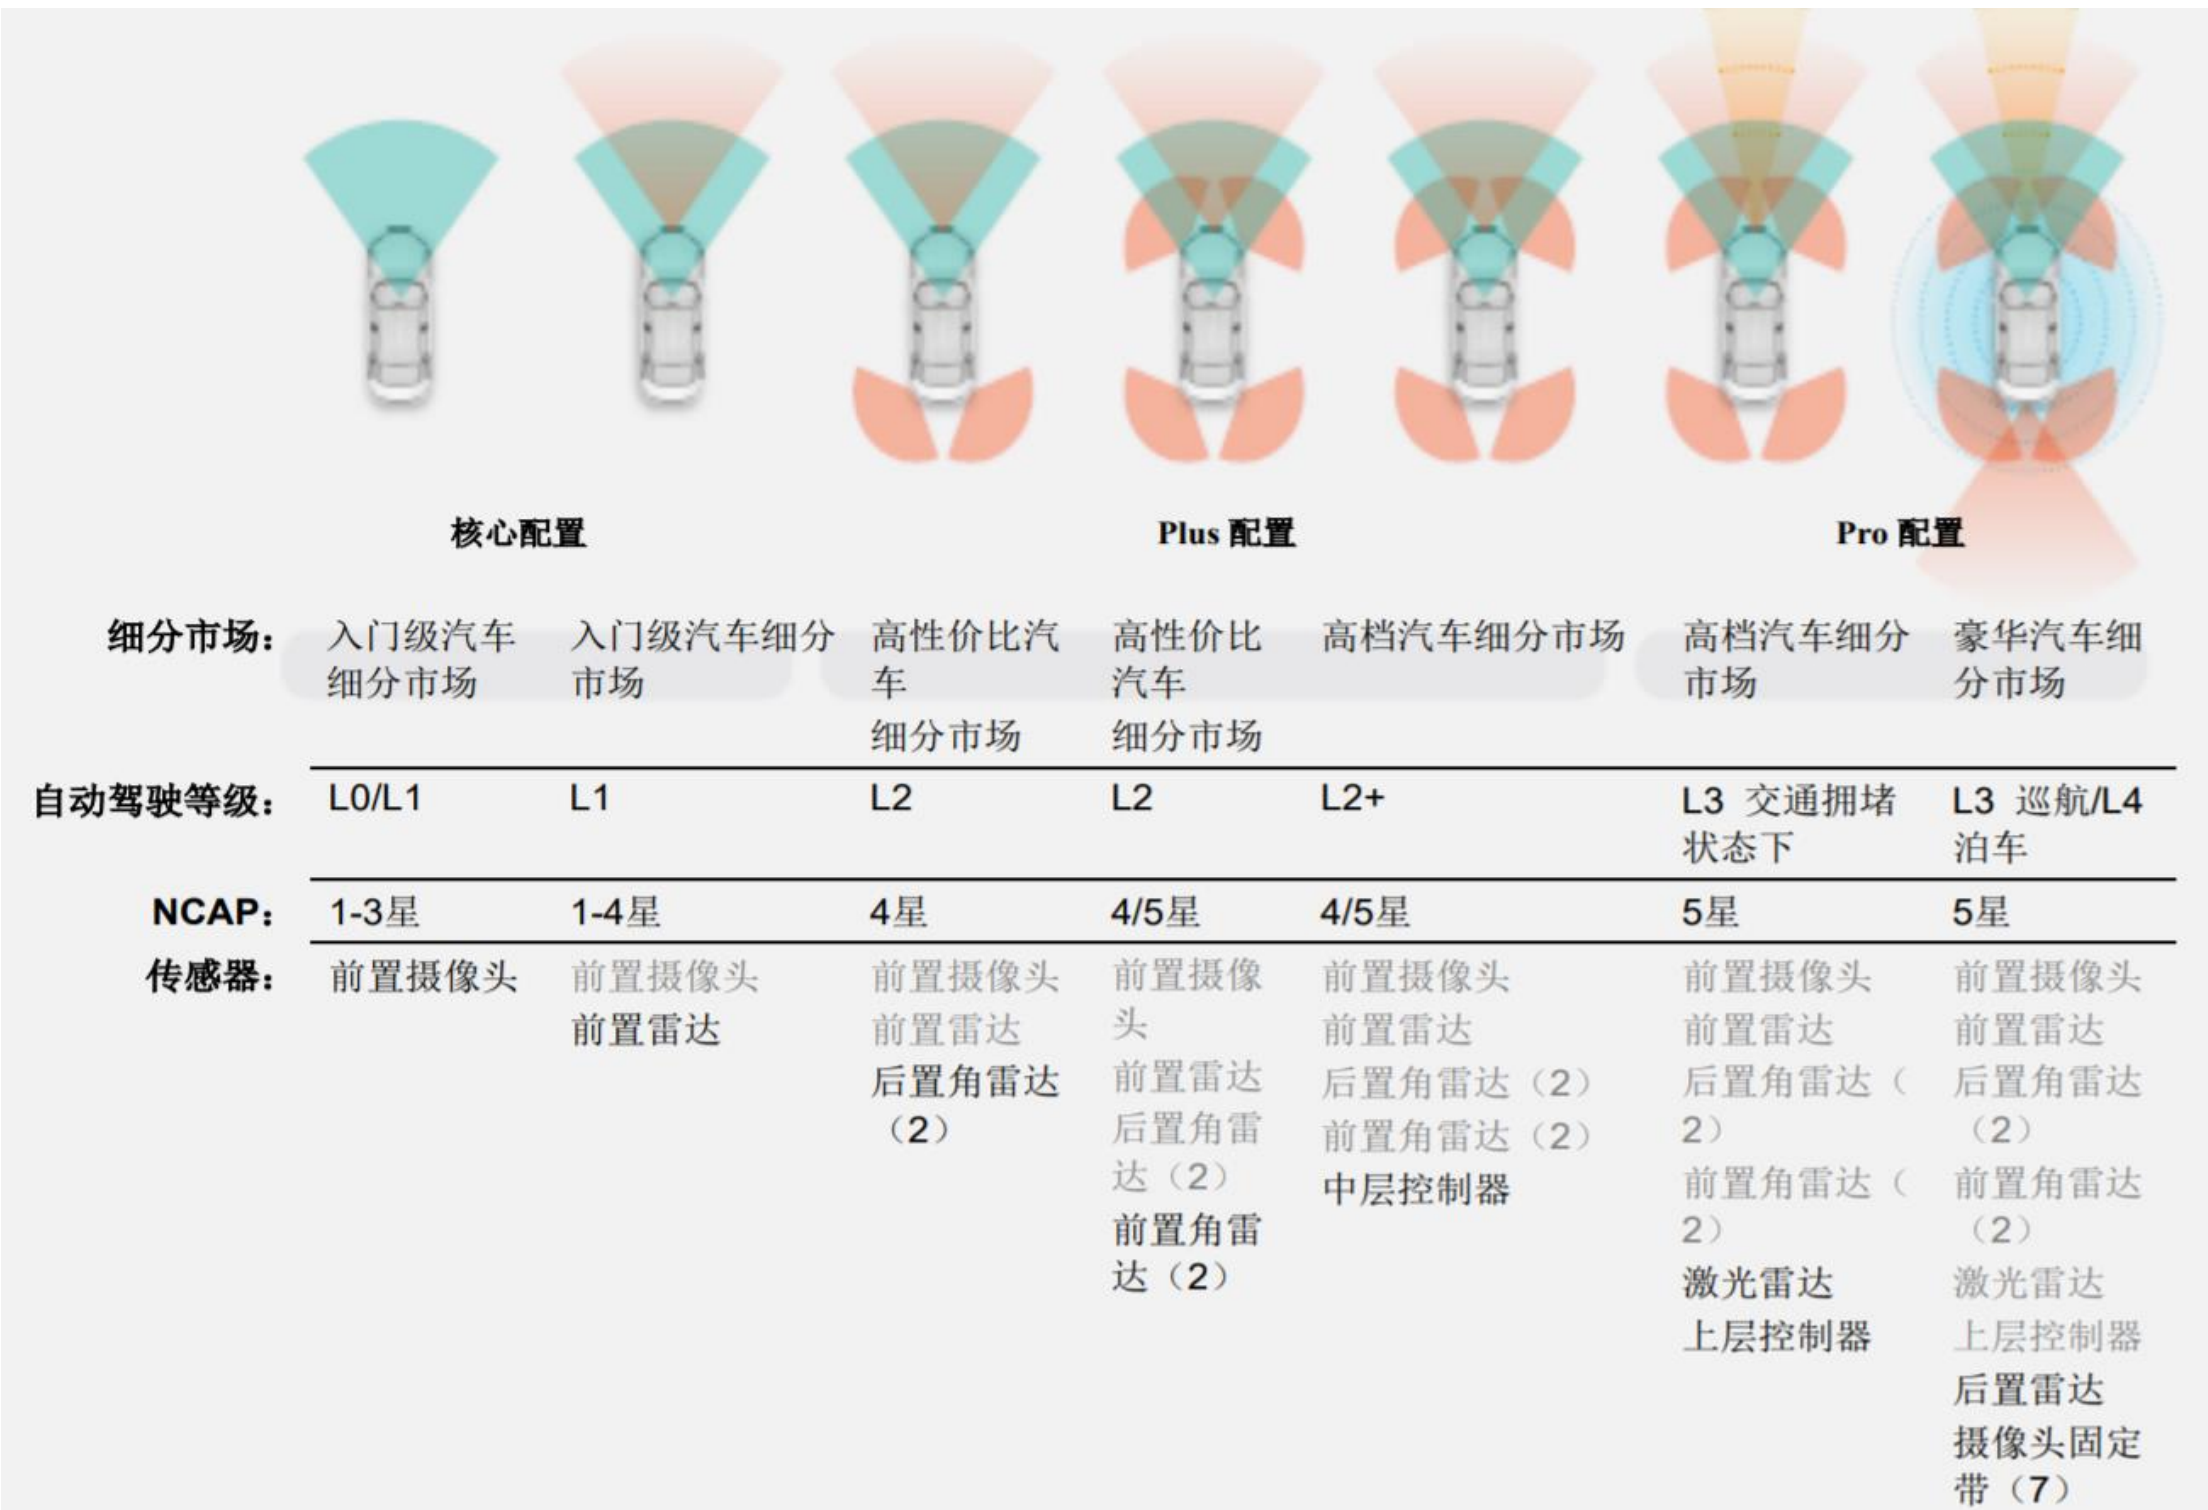 核心配置
Plus 配置
Pro 配置
细分市场：
入门级汽车
细分市场
入门级汽车细分
市场
高性价比汽
车
细分市场
高性价比
汽车
细分市场
高档汽车细分市场
高档汽车细分
市场
豪华汽车细
分市场
自动驾驶等级：
L0/L1
L1
L2
L2
L2+
L3 交通拥堵
状态下
L3 巡航/L4
泊车
NCAP：
1-3星
1-4星
4星
4/5星
4/5星
5星
5星
传感器：
前置摄像头
前置摄像头
前置雷达
前置摄像头
前置雷达
后置角雷达
（2）
前置摄像
头
前置雷达
后置角雷
达（2）
前置角雷
达（2）
前置摄像头
前置雷达
后置角雷达（2）
前置角雷达（2）
中层控制器
前置摄像头
前置雷达
后置角雷达（
2）
前置角雷达（
2）
激光雷达
上层控制器
前置摄像头
前置雷达
后置角雷达
（2）
前置角雷达
（2）
激光雷达
上层控制器
后置雷达
摄像头固定
带（7）